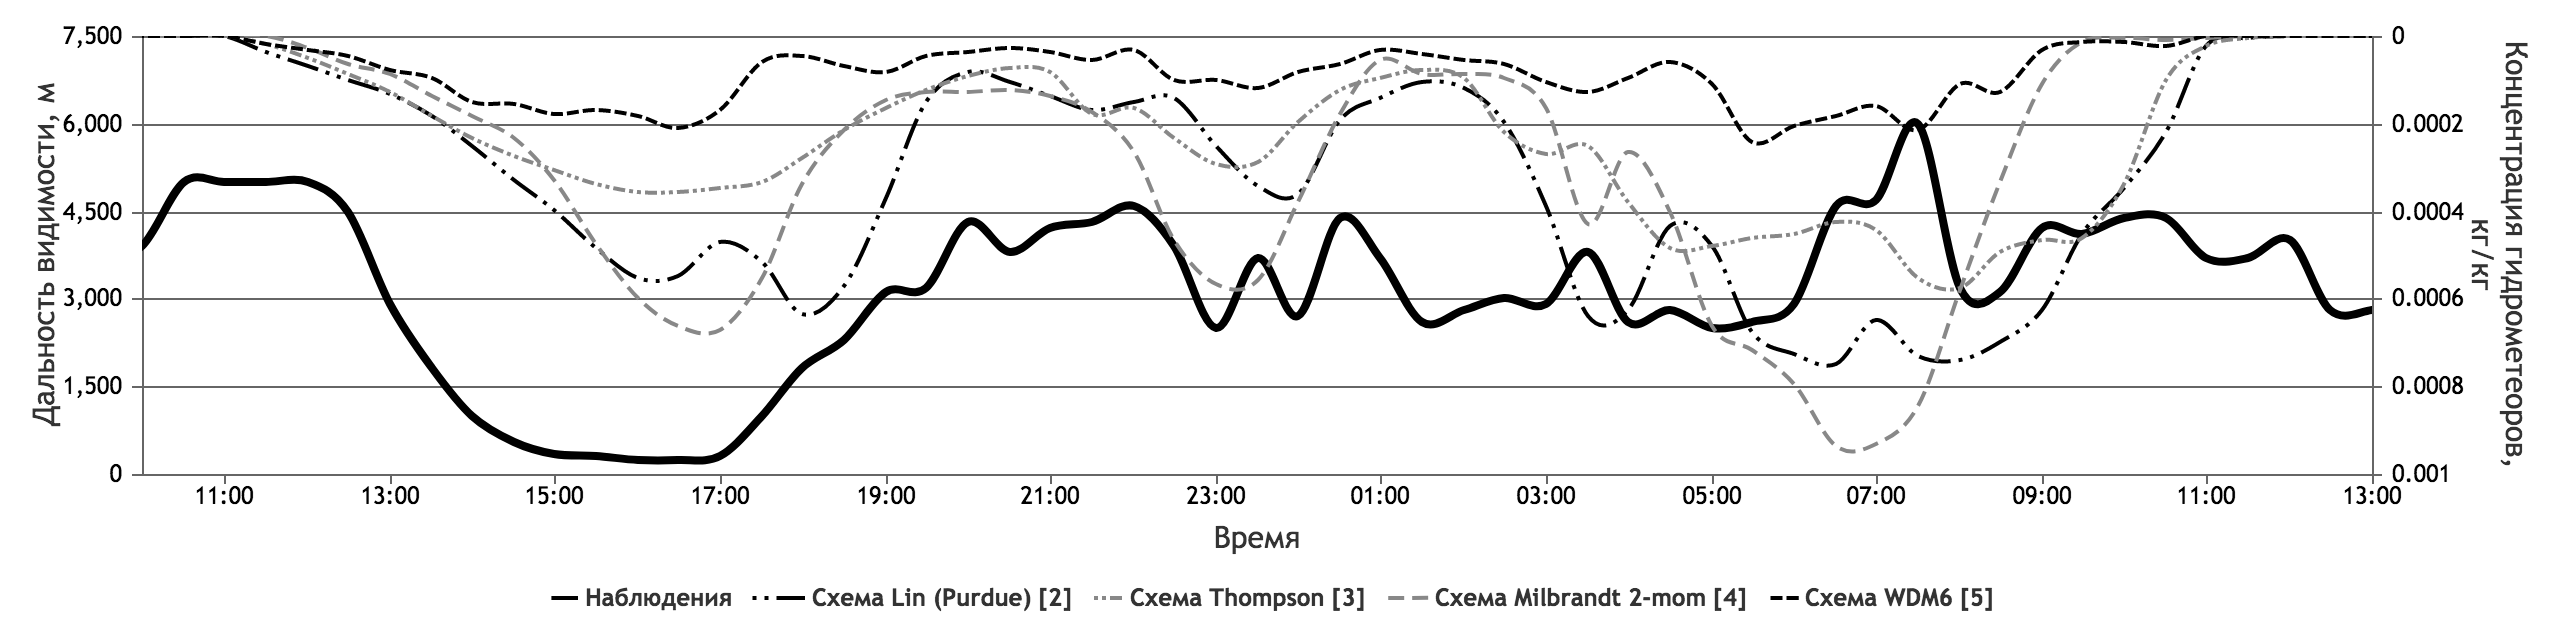 Дальность видимости, м
7,500
6,000
4,500
3,000
1,500
0
0
0.0002
0.0004
0.0006
0.0008
0.001
Концентрация гидрометеоров,
кг/кг
11:00 13:00 15:00 17:00 19:00 21:00 23:00 01:00 03:00 05:00 07:00 09:00 11:00 13:00
Время
Наблюдения Схема Lin (Purdue) [2] Схема Thompson [3] Схема Milbrandt 2-mom [4] Схема WDM6 [5]